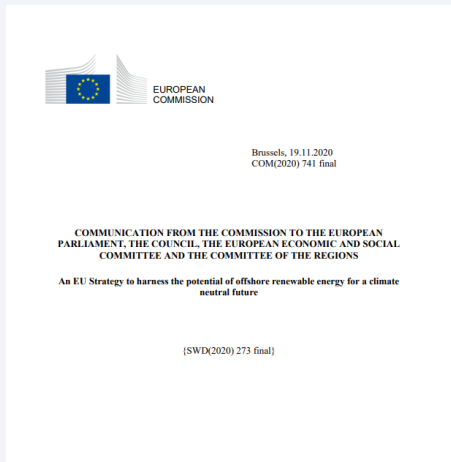 EUROPEAN
COMMISSION
Brussels, 19.11.2020
COM(2020) 741 final
COMMUNICATION FROM THE COMMISSION TO THE EUROPEAN
PARLIAMENT, THE COUNCIL, THE EUROPEAN ECONOMIC AND SOCIAL
COMMITTEE AND THE COMMITTEE OF THE REGIONS
An EU Strategy to harness the potential of offshore renewable energy for a climate
neutral future
{SWD(2020) 273 final}